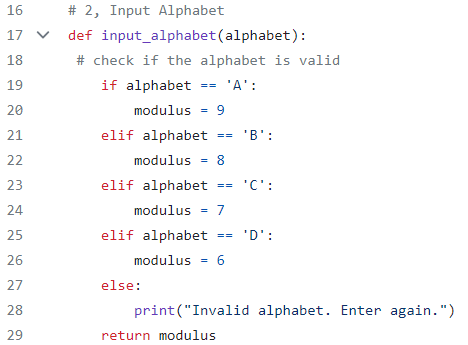 16 # 2, Input Alphabet
17 def input_alphabet(alphabet):
18 # check if the alphabet is valid
19 if alphabet == 'A':
20 modulus = 9
21 elif alphabet == 'B':
22 modulus = 8
23 elif alphabet == 'C':
24 modulus = 7
25 elif alphabet == 'D':
26 modulus = 6
27 else:
28 print("Invalid alphabet. Enter again.")
29 return modulus